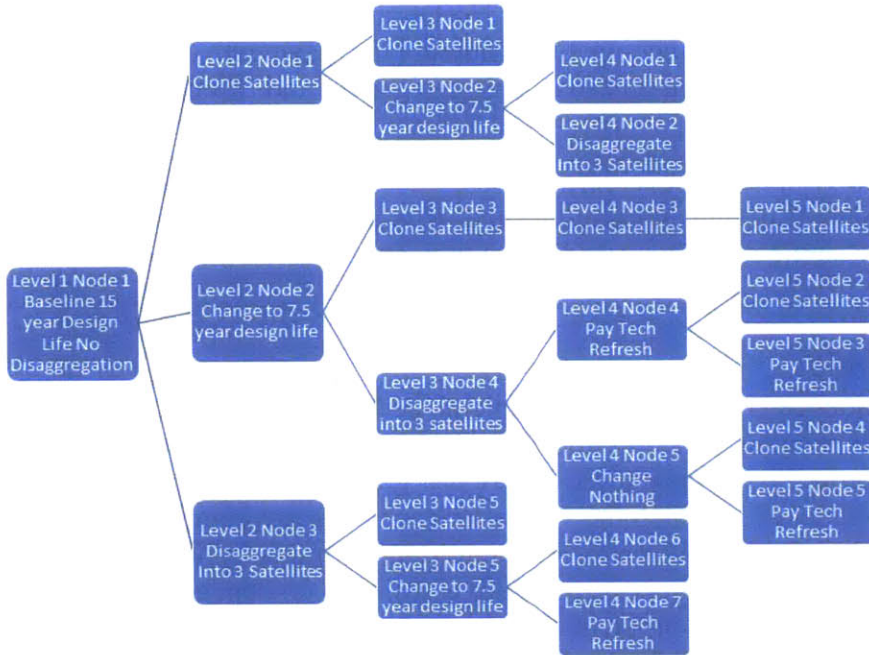 Level 1 Node 1
Baseline 15
year Design
Life No
Disaggregation
Level 2 Node 1
Clone Satellites
Level 2 Node 2
Change to 7.5
year design life
Level 2 Node 3
Disaggregate
Into 3 Satellites
Level 3 Node 1
Clone Satellites
Level 3 Node 2
Change to 7.5
year design life
Level 3 Node 3
Clone Satellites
Level 3 Node 4
Disaggregate
into 3 satellites
Level 3 Node 5
Clone Satellites
Level 3 Node 5
Change to 7.5
year design life
Level 4 Node 1
Clone Satellites
Level 4 Node 2
Disaggregate
Into 3 Satellites
Level 4 Node 3
Clone Satellites
Level 4 Node 4
Pay Tech
Refresh
Level 4 Node 5
Change
Nothing
Level 4 Node 6
Clone Satellites
Level 4 Node 7
Pay Tech
Refresh
Level 5 Node 1
Clone Satellites
Level 5 Node 2
Clone Satellites
Level 5 Node 3
Pay Tech
Refresh
Level 5 Node 4
Clone Satellites
Level 5 Node 5
Pay Tech
Refresh